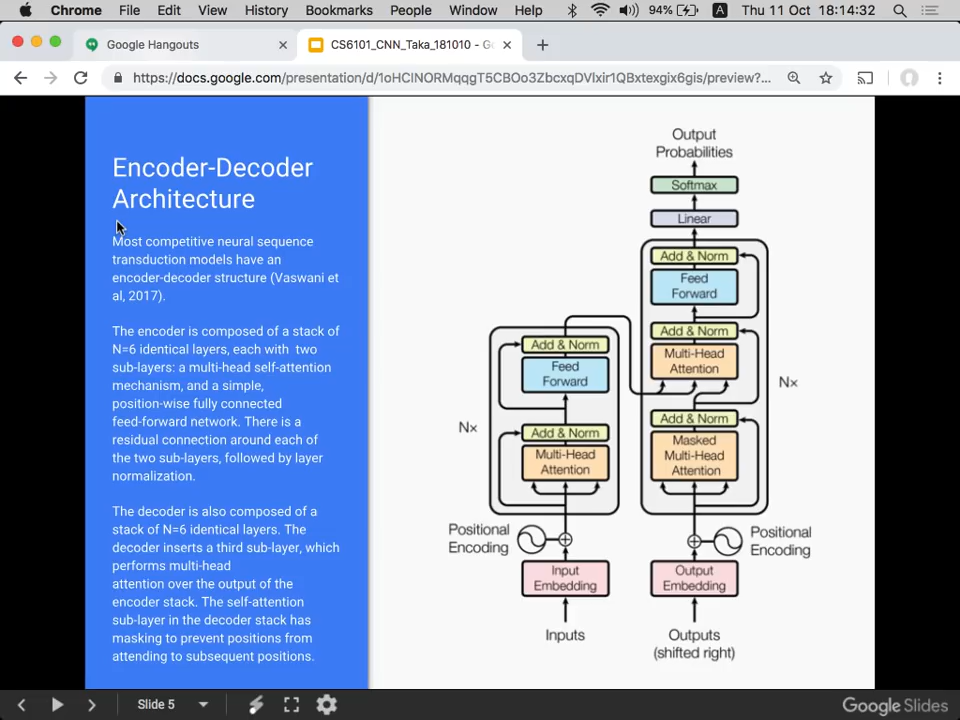 Chrome File Edit View History Bookmarks People Window Help 94% A Thu 11 Oct 18:14:32
Google Hangouts
CS6101_CNN_Taka_181010 - Go
https://docs.google.com/presentation/d/1oHClNORMqqgT5CBOo3ZbcxqDVlxir1QBxtexgix6gis/preview?...
Encoder-Decoder
Architecture
Most competitive neural sequence
transduction models have an
encoder-decoder structure (Vaswani et
al, 2017).
The encoder is composed of a stack of
N=6 identical layers, each with two
sub-layers: a multi-head self-attention
mechanism, and a simple,
position-wise fully connected
feed-forward network. There is a
residual connection around each of
the two sub-layers, followed by layer
normalization.
The decoder is also composed of a
stack of N=6 identical layers. The
decoder inserts a third sub-layer, which
performs multi-head
attention over the output of the
encoder stack. The self-attention
sub-layer in the decoder stack has
masking to prevent positions from
attending to subsequent positions.
Output
Probabilities
Softmax
Linear
Add & Norm
Feed
Forward
Add & Norm
Multi-Head
Attention
Add & Norm
Masked
Multi-Head
Attention
N×
Positional
Encoding
Output
Embedding
Outputs
(shifted right)
Add & Norm
Feed
Forward
Add & Norm
Multi-Head
Attention
N×
Positional
Encoding
Input
Embedding
Inputs
Slide 5
Google Slides